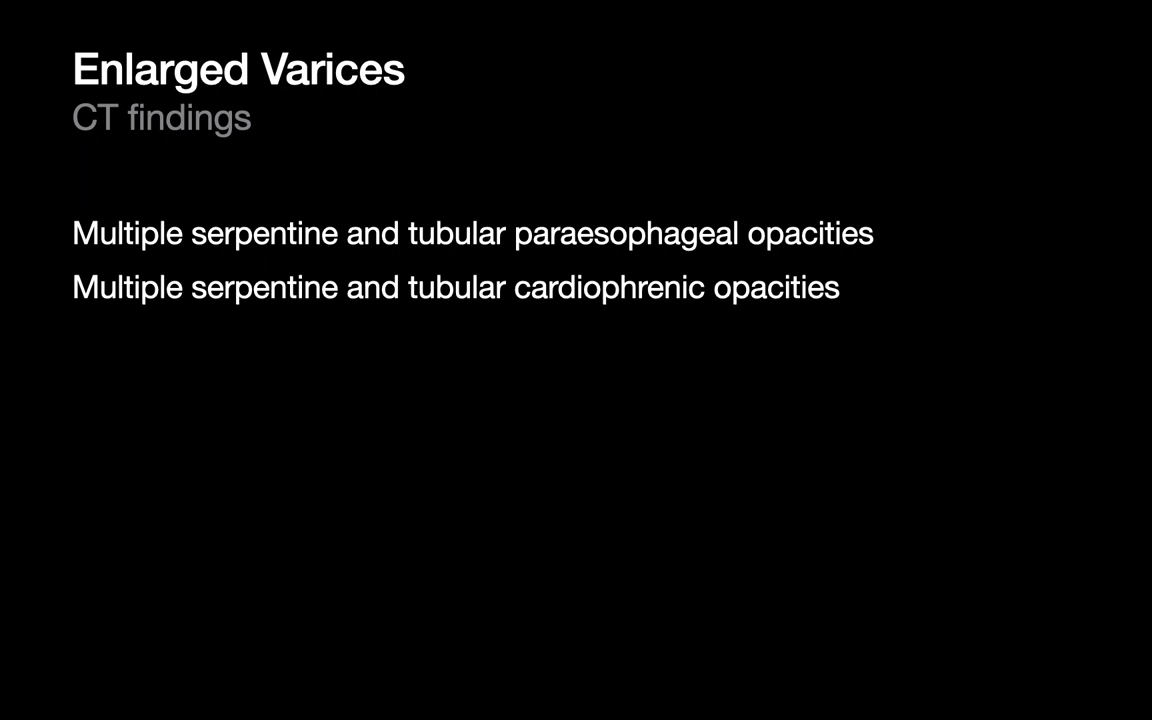 Enlarged Varices
CT findings
Multiple serpentine and tubular paraesophageal opacities
Multiple serpentine and tubular cardiophrenic opacities